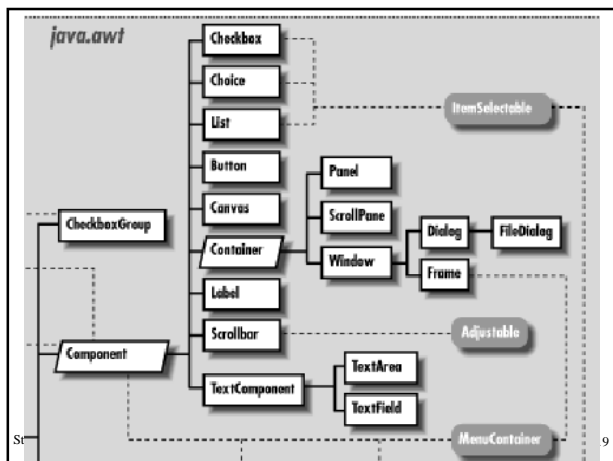 java.awt
Checkbox
Choice
List
Button
Canvas
Container
Label
Scrollbar
TextComponent
CheckboxGroup
Component
Panel
ScrollPane
Window
Dialog
FileDialog
Frame
TextArea
TextField
ItemSelectable
Adjustable
MenuContainer
St
9